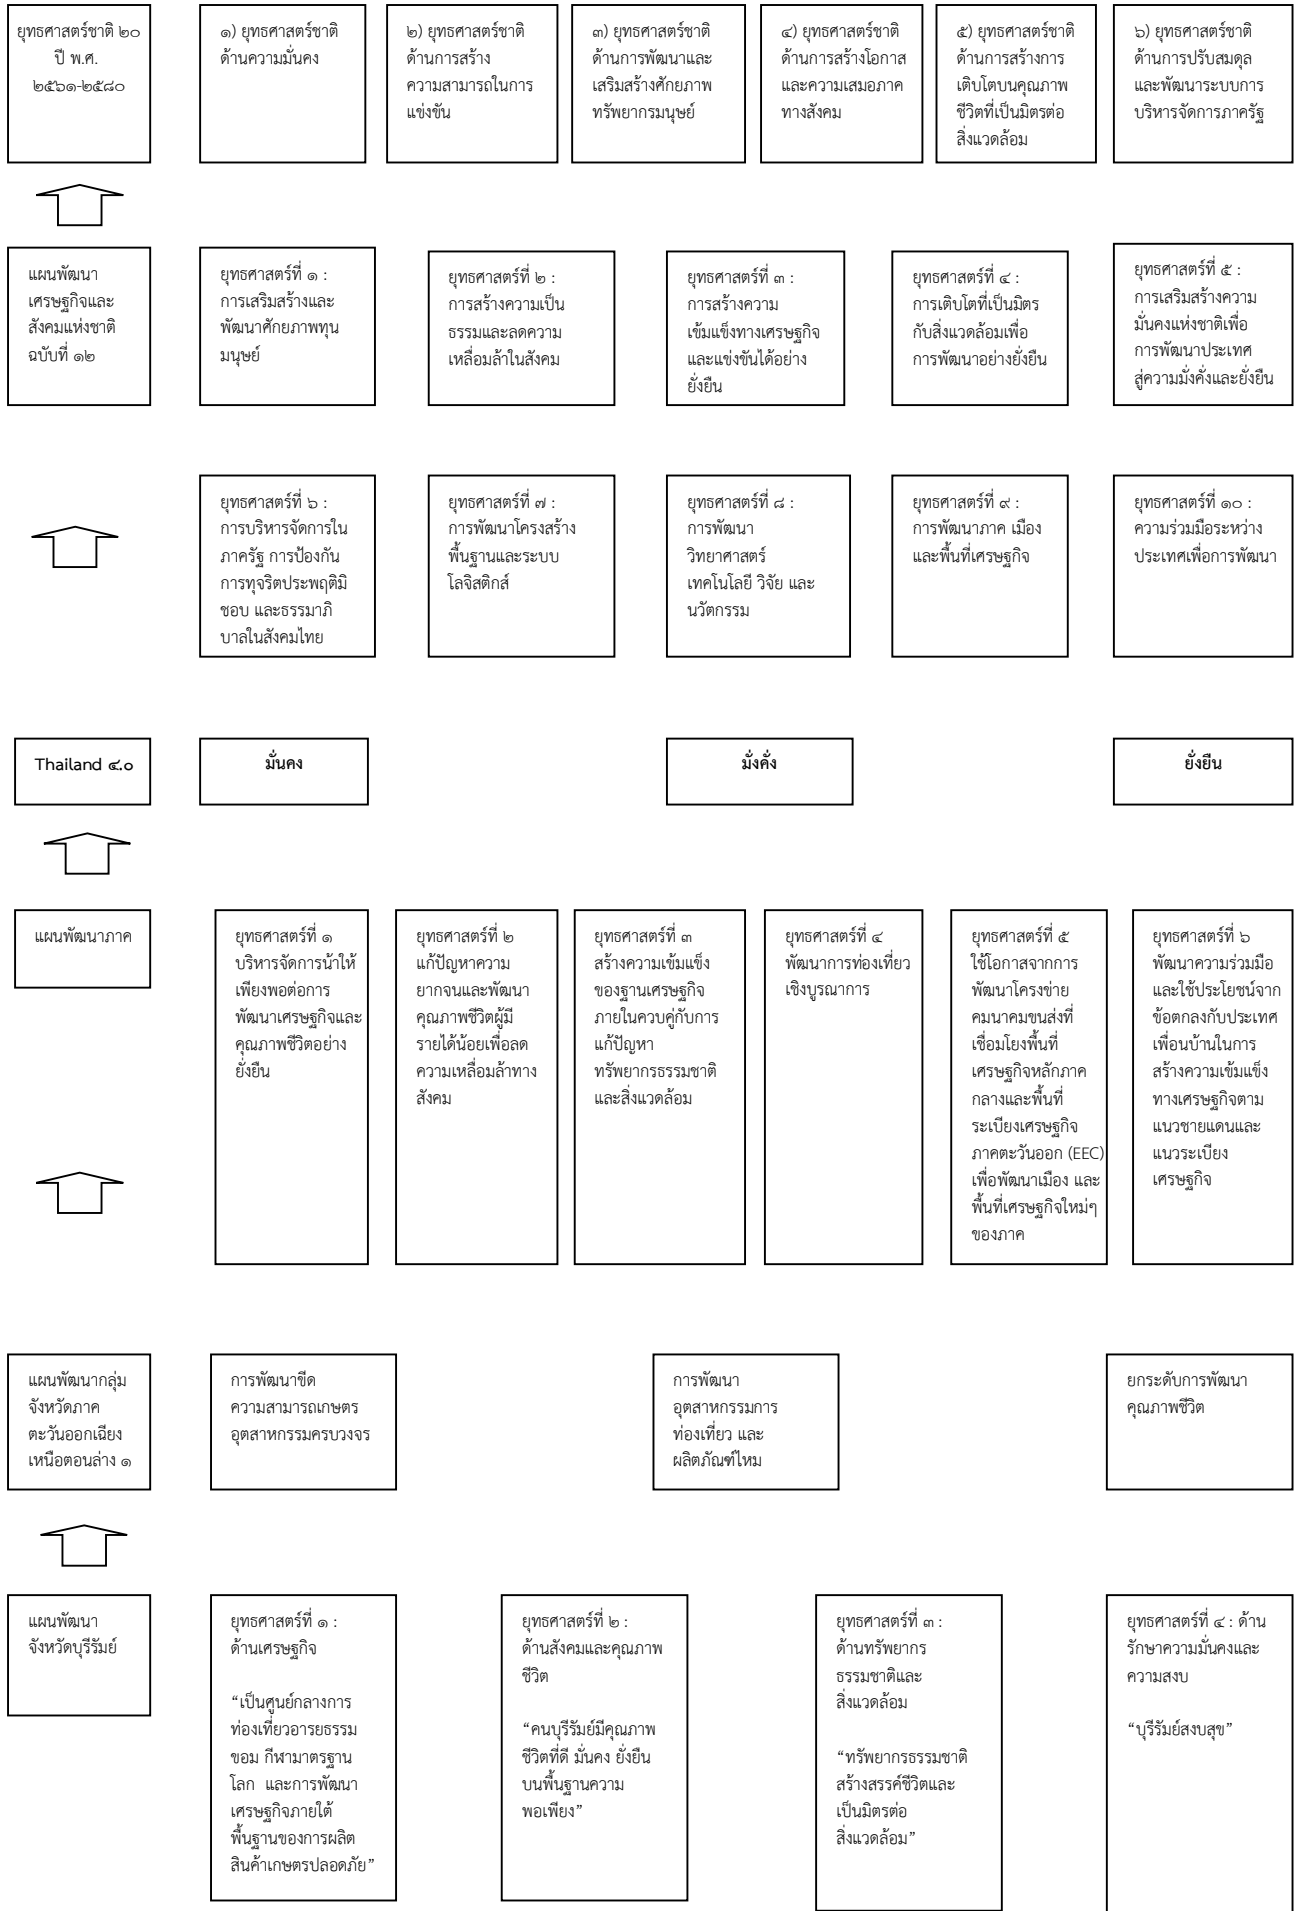 ยุทธศาสตร์ชาติ ๒๐
ปี พ.ศ.
๒๕๖๑-๒๕๘๐
๑) ยุทธศาสตร์ชาติ
ด้านความมั่นคง
๒) ยุทธศาสตร์ชาติ
ด้านการสร้าง
ความสามารถในการ
แข่งขัน
๓) ยุทธศาสตร์ชาติ
ด้านการพัฒนาและ
เสริมสร้างศักยภาพ
ทรัพยากรมนุษย์
๔) ยุทธศาสตร์ชาติ
ด้านการสร้างโอกาส
และความเสมอภาค
ทางสังคม
๕) ยุทธศาสตร์ชาติ
ด้านการสร้างการ
เติบโตบนคุณภาพ
ชีวิตที่เป็นมิตรต่อ
สิ่งแวดล้อม
๖) ยุทธศาสตร์ชาติ
ด้านการปรับสมดุล
และพัฒนาระบบการ
บริหารจัดการภาครัฐ
แผนพัฒนา
เศรษฐกิจและ
สังคมแห่งชาติ
ฉบับที่ ๑๒
ยุทธศาสตร์ที่ ๑ :
การเสริมสร้างและ
พัฒนาศักยภาพทุน
มนุษย์
ยุทธศาสตร์ที่ ๒ :
การสร้างความเป็น
ธรรมและลดความ
เหลื่อมล้ำในสังคม
ยุทธศาสตร์ที่ ๓ :
การสร้างความ
เข้มแข็งทางเศรษฐกิจ
และแข่งขันได้อย่าง
ยั่งยืน
ยุทธศาสตร์ที่ ๔ :
การเติบโตที่เป็นมิตร
กับสิ่งแวดล้อมเพื่อ
การพัฒนาอย่างยั่งยืน
ยุทธศาสตร์ที่ ๕ :
การเสริมสร้างความ
มั่นคงแห่งชาติเพื่อ
การพัฒนาประเทศ
สู่ความมั่งคั่งและยั่งยืน
ยุทธศาสตร์ที่ ๖ :
การบริหารจัดการใน
ภาครัฐ การป้องกัน
การทุจริตประพฤติมิ
ชอบ และธรรมาภิ
บาลในสังคมไทย
ยุทธศาสตร์ที่ ๗ :
การพัฒนาโครงสร้าง
พื้นฐานและระบบ
โลจิสติกส์
ยุทธศาสตร์ที่ ๘ :
การพัฒนา
วิทยาศาสตร์
เทคโนโลยี วิจัย และ
นวัตกรรม
ยุทธศาสตร์ที่ ๙ :
การพัฒนาภาค เมือง
และพื้นที่เศรษฐกิจ
ยุทธศาสตร์ที่ ๑๐ :
ความร่วมมือระหว่าง
ประเทศเพื่อการพัฒนา
Thailand ๔.๐
มั่นคง
มั่งคั่ง
ยั่งยืน
แผนพัฒนาภาค
ยุทธศาสตร์ที่ ๑
บริหารจัดการน้ำให้
เพียงพอต่อการ
พัฒนาเศรษฐกิจและ
คุณภาพชีวิตอย่าง
ยั่งยืน
ยุทธศาสตร์ที่ ๒
แก้ปัญหาความ
ยากจนและพัฒนา
คุณภาพชีวิตผู้มี
รายได้น้อยเพื่อลด
ความเหลื่อมล้ำทาง
สังคม
ยุทธศาสตร์ที่ ๓
สร้างความเข้มแข็ง
ของฐานเศรษฐกิจ
ภายในควบคู่กับการ
แก้ปัญหา
ทรัพยากรธรรมชาติ
และสิ่งแวดล้อม
ยุทธศาสตร์ที่ ๔
พัฒนาการท่องเที่ยว
เชิงบูรณาการ
ยุทธศาสตร์ที่ ๕
ใช้โอกาสจากการ
พัฒนาโครงข่าย
คมนาคมขนส่งที่
เชื่อมโยงพื้นที่
เศรษฐกิจหลักภาค
กลางและพื้นที่
ระเบียงเศรษฐกิจ
ภาคตะวันออก (EEC)
เพื่อพัฒนาเมือง และ
พื้นที่เศรษฐกิจใหม่ๆ
ของภาค
ยุทธศาสตร์ที่ ๖
พัฒนาความร่วมมือ
และใช้ประโยชน์จาก
ข้อตกลงกับประเทศ
เพื่อนบ้านในการ
สร้างความเข้มแข็ง
ทางเศรษฐกิจตาม
แนวชายแดนและ
แนวระเบียง
เศรษฐกิจ
แผนพัฒนากลุ่ม
จังหวัดภาค
ตะวันออกเฉียง
เหนือตอนล่าง ๑
การพัฒนาขีด
ความสามารถเกษตร
อุตสาหกรรมครบวงจร
การพัฒนา
อุตสาหกรรมการ
ท่องเที่ยว และ
ผลิตภัณฑ์ไหม
ยกระดับการพัฒนา
คุณภาพชีวิต
แผนพัฒนา
จังหวัดบุรีรัมย์
ยุทธศาสตร์ที่ ๑ :
ด้านเศรษฐกิจ
“เป็นศูนย์กลางการ
ท่องเที่ยวอารยธรรม
ขอม กีฬามาตรฐาน
โลก และการพัฒนา
เศรษฐกิจภายใต้
พื้นฐานของการผลิต
สินค้าเกษตรปลอดภัย”
ยุทธศาสตร์ที่ ๒ :
ด้านสังคมและคุณภาพ
ชีวิต
“คนบุรีรัมย์มีคุณภาพ
ชีวิตที่ดี มั่นคง ยั่งยืน
บนพื้นฐานความ
พอเพียง”
ยุทธศาสตร์ที่ ๓ :
ด้านทรัพยากร
ธรรมชาติและ
สิ่งแวดล้อม
“ทรัพยากรธรรมชาติ
สร้างสรรค์ชีวิตและ
เป็นมิตรต่อ
สิ่งแวดล้อม”
ยุทธศาสตร์ที่ ๔ : ด้าน
รักษาความมั่นคงและ
ความสงบ
“บุรีรัมย์สงบสุข”